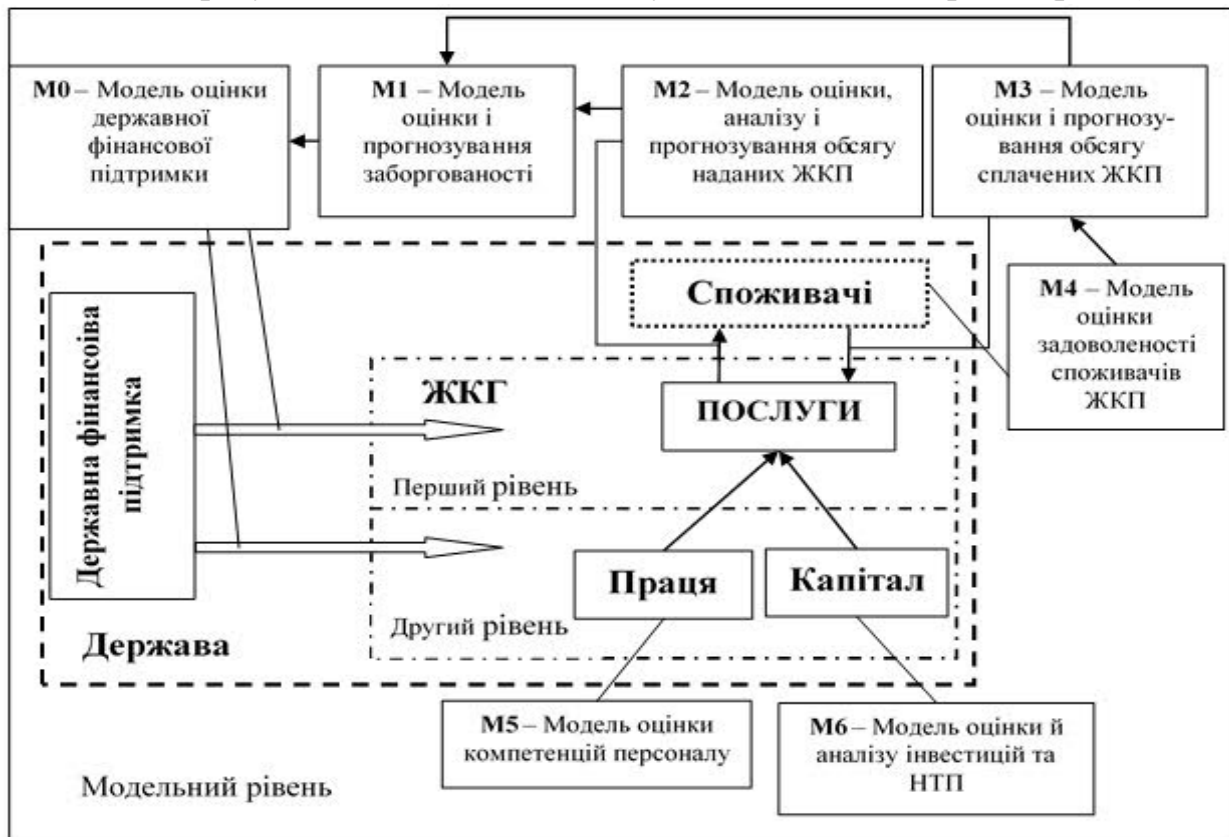 М0 – Модель оцінки
державної
фінансової
підтримки
М1 – Модель
оцінки і
прогнозування
заборгованості
М2 – Модель оцінки,
аналізу і
прогнозування обсягу
наданих ЖКП
М3 – Модель
оцінки і прогнозу-
вання обсягу
сплачених ЖКП
М4 – Модель
оцінки
задоволеності
споживачів
ЖКП
Споживачі
Державна фінансоіва
підтримка
ЖКГ
ПОСЛУГИ
Перший рівень
Праця
Капітал
Другий рівень
Держава
М5 – Модель оцінки
компетенцій персоналу
М6 – Модель оцінки й
аналізу інвестицій та
НТП
Модельний рівень